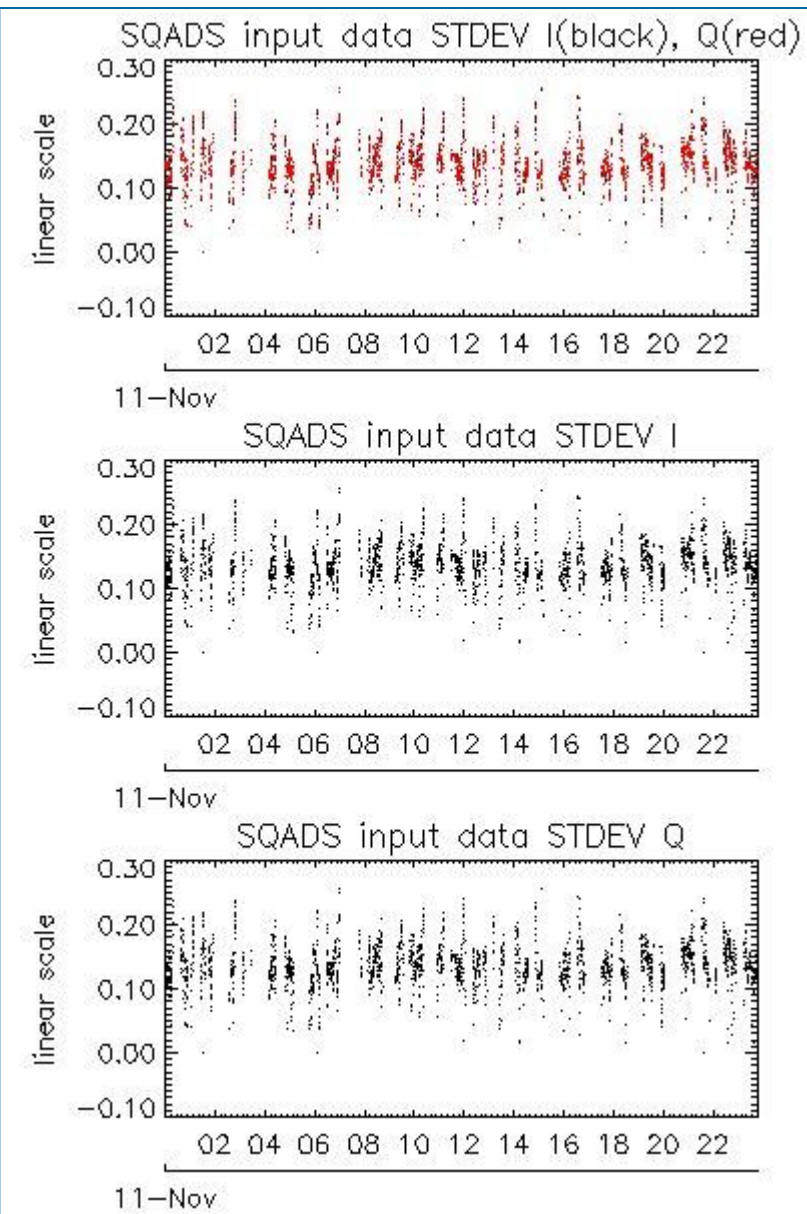 SQADS input data STDEV I(black), Q(red)
0.30
0.20
0.10
0.00
−0.10
linear scale
02 04 06 08 10 12 14 16 18 20 22
11−Nov
SQADS input data STDEV I
0.30
0.20
0.10
0.00
−0.10
linear scale
02 04 06 08 10 12 14 16 18 20 22
11−Nov
SQADS input data STDEV Q
0.30
0.20
0.10
0.00
−0.10
linear scale
02 04 06 08 10 12 14 16 18 20 22
11−Nov